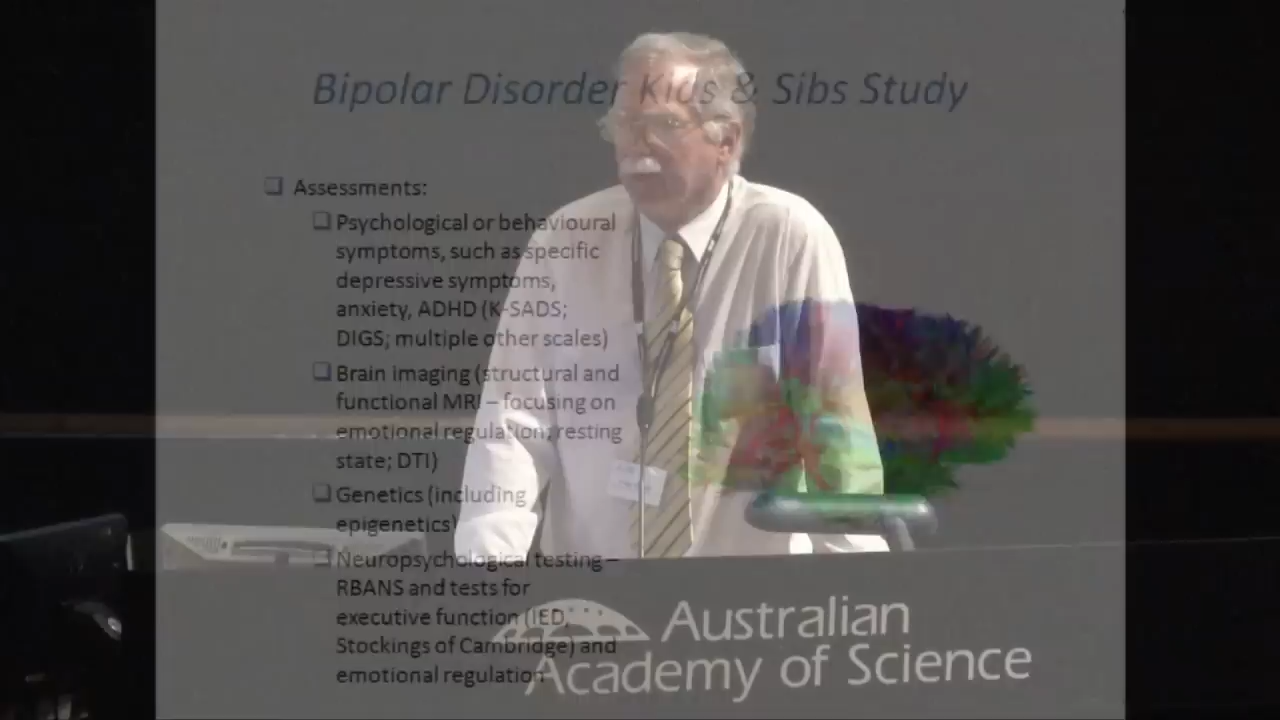 Bipolar Disorder Kids & Sibs Study
Assessments:
Psychological or behavioural
symptoms, such as specific
depressive symptoms,
anxiety, ADHD (K-SADS;
DIGS; multiple other scales)
Brain imaging (structural and
functional MRI – focusing on
emotional regulation; resting
state; DTI)
Genetics (including
epigenetics)
Neuropsychological testing –
RBANS and tests for
executive function (IED,
Stockings of Cambridge) and
emotional regulation
Australian
Academy of Science